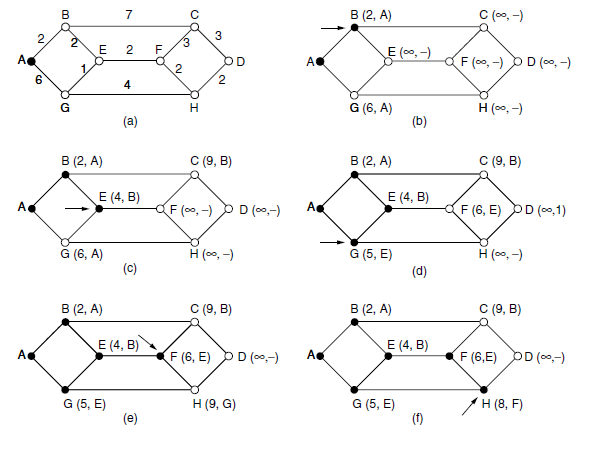 B 7 C
2 2 3 3
A E 2 F D
6 1 2 2
4
G H
(a)
B (2, A) C (∞, −)
A E (∞, −) F (∞, −) D (∞, −)
G (6, A) H (∞, −)
(b)
B (2, A) C (9, B)
E (4, B)
A F (∞, −) D (∞,−)
G (6, A) H (∞, −)
(c)
B (2, A) C (9, B)
E (4, B)
A F (6, E) D (∞,1)
G (5, E) H (∞, −)
(d)
B (2, A) C (9, B)
E (4, B)
A F (6, E) D (∞,−)
G (5, E) H (9, G)
(e)
B (2, A) C (9, B)
E (4, B)
A F (6,E) D (∞,−)
G (5, E) H (8, F)
(f)